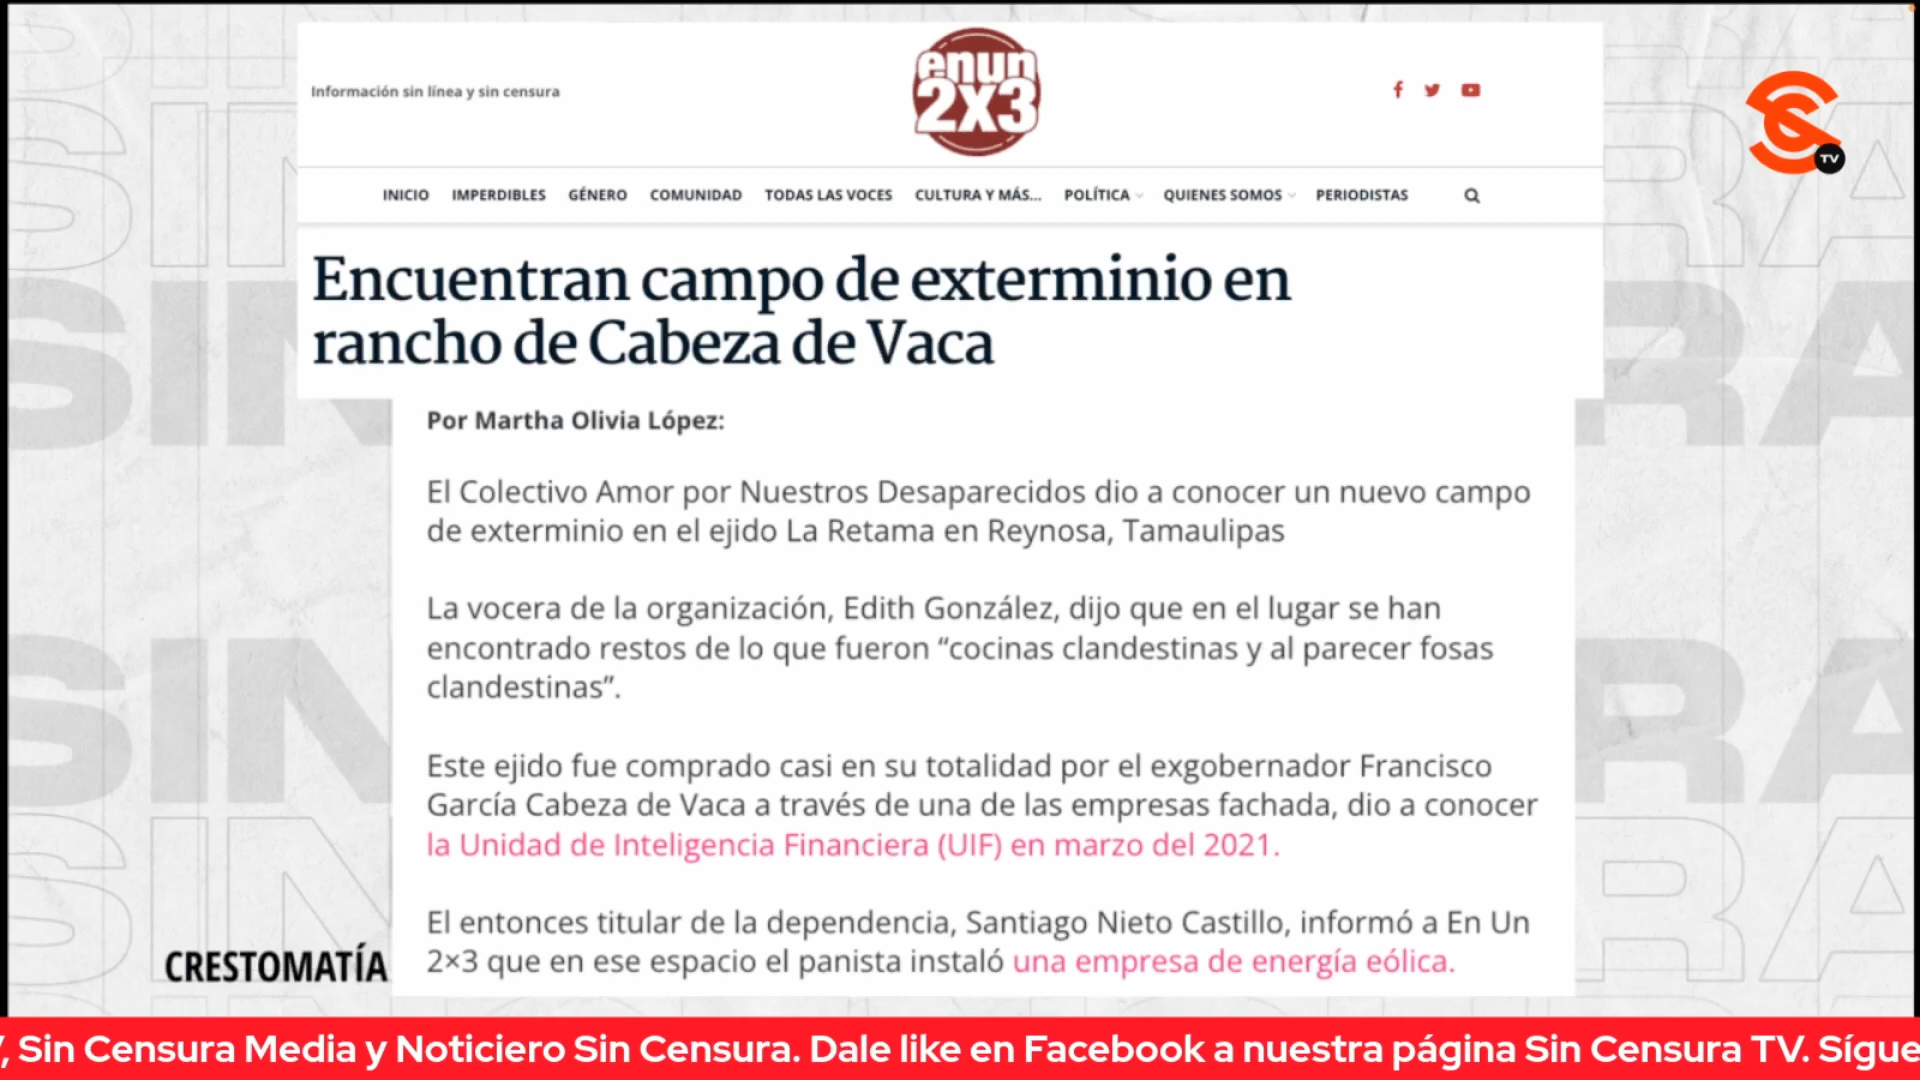 Información sin línea y sin censura
enun
2x3
TV
INICIO IMPERDIBLES GÉNERO COMUNIDAD TODAS LAS VOCES CULTURA Y MÁS... POLÍTICA QUIENES SOMOS PERIODISTAS
Encuentran campo de exterminio en
rancho de Cabeza de Vaca
Por Martha Olivia López:
El Colectivo Amor por Nuestros Desaparecidos dio a conocer un nuevo campo
de exterminio en el ejido La Retama en Reynosa, Tamaulipas
La vocera de la organización, Edith González, dijo que en el lugar se han
encontrado restos de lo que fueron “cocinas clandestinas y al parecer fosas
clandestinas”.
Este ejido fue comprado casi en su totalidad por el exgobernador Francisco
García Cabeza de Vaca a través de una de las empresas fachada, dio a conocer
la Unidad de Inteligencia Financiera (UIF) en marzo del 2021.
El entonces titular de la dependencia, Santiago Nieto Castillo, informó a En Un
2×3 que en ese espacio el panista instaló una empresa de energía eólica.
CRESTOMATÍA
, Sin Censura Media y Noticiero Sin Censura. Dale like en Facebook a nuestra página Sin Censura TV. Sígue